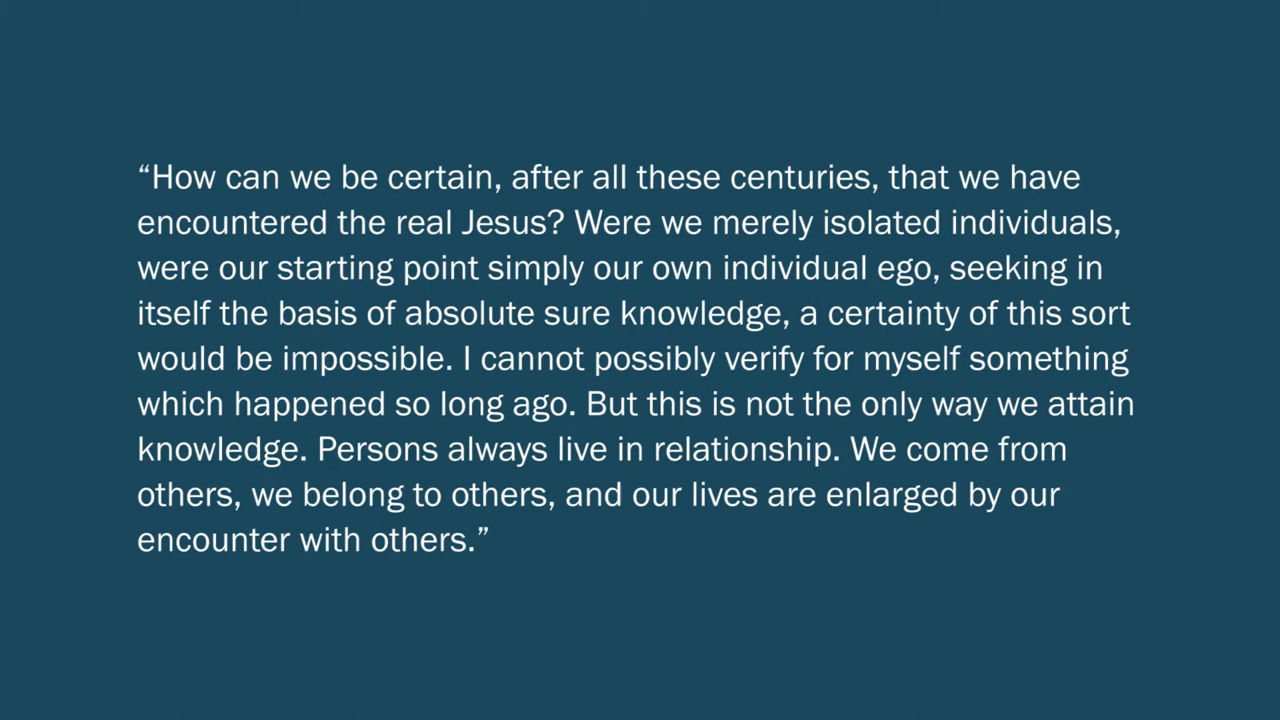 “How can we be certain, after all these centuries, that we have
encountered the real Jesus? Were we merely isolated individuals,
were our starting point simply our own individual ego, seeking in
itself the basis of absolute sure knowledge, a certainty of this sort
would be impossible. I cannot possibly verify for myself something
which happened so long ago. But this is not the only way we attain
knowledge. Persons always live in relationship. We come from
others, we belong to others, and our lives are enlarged by our
encounter with others.”